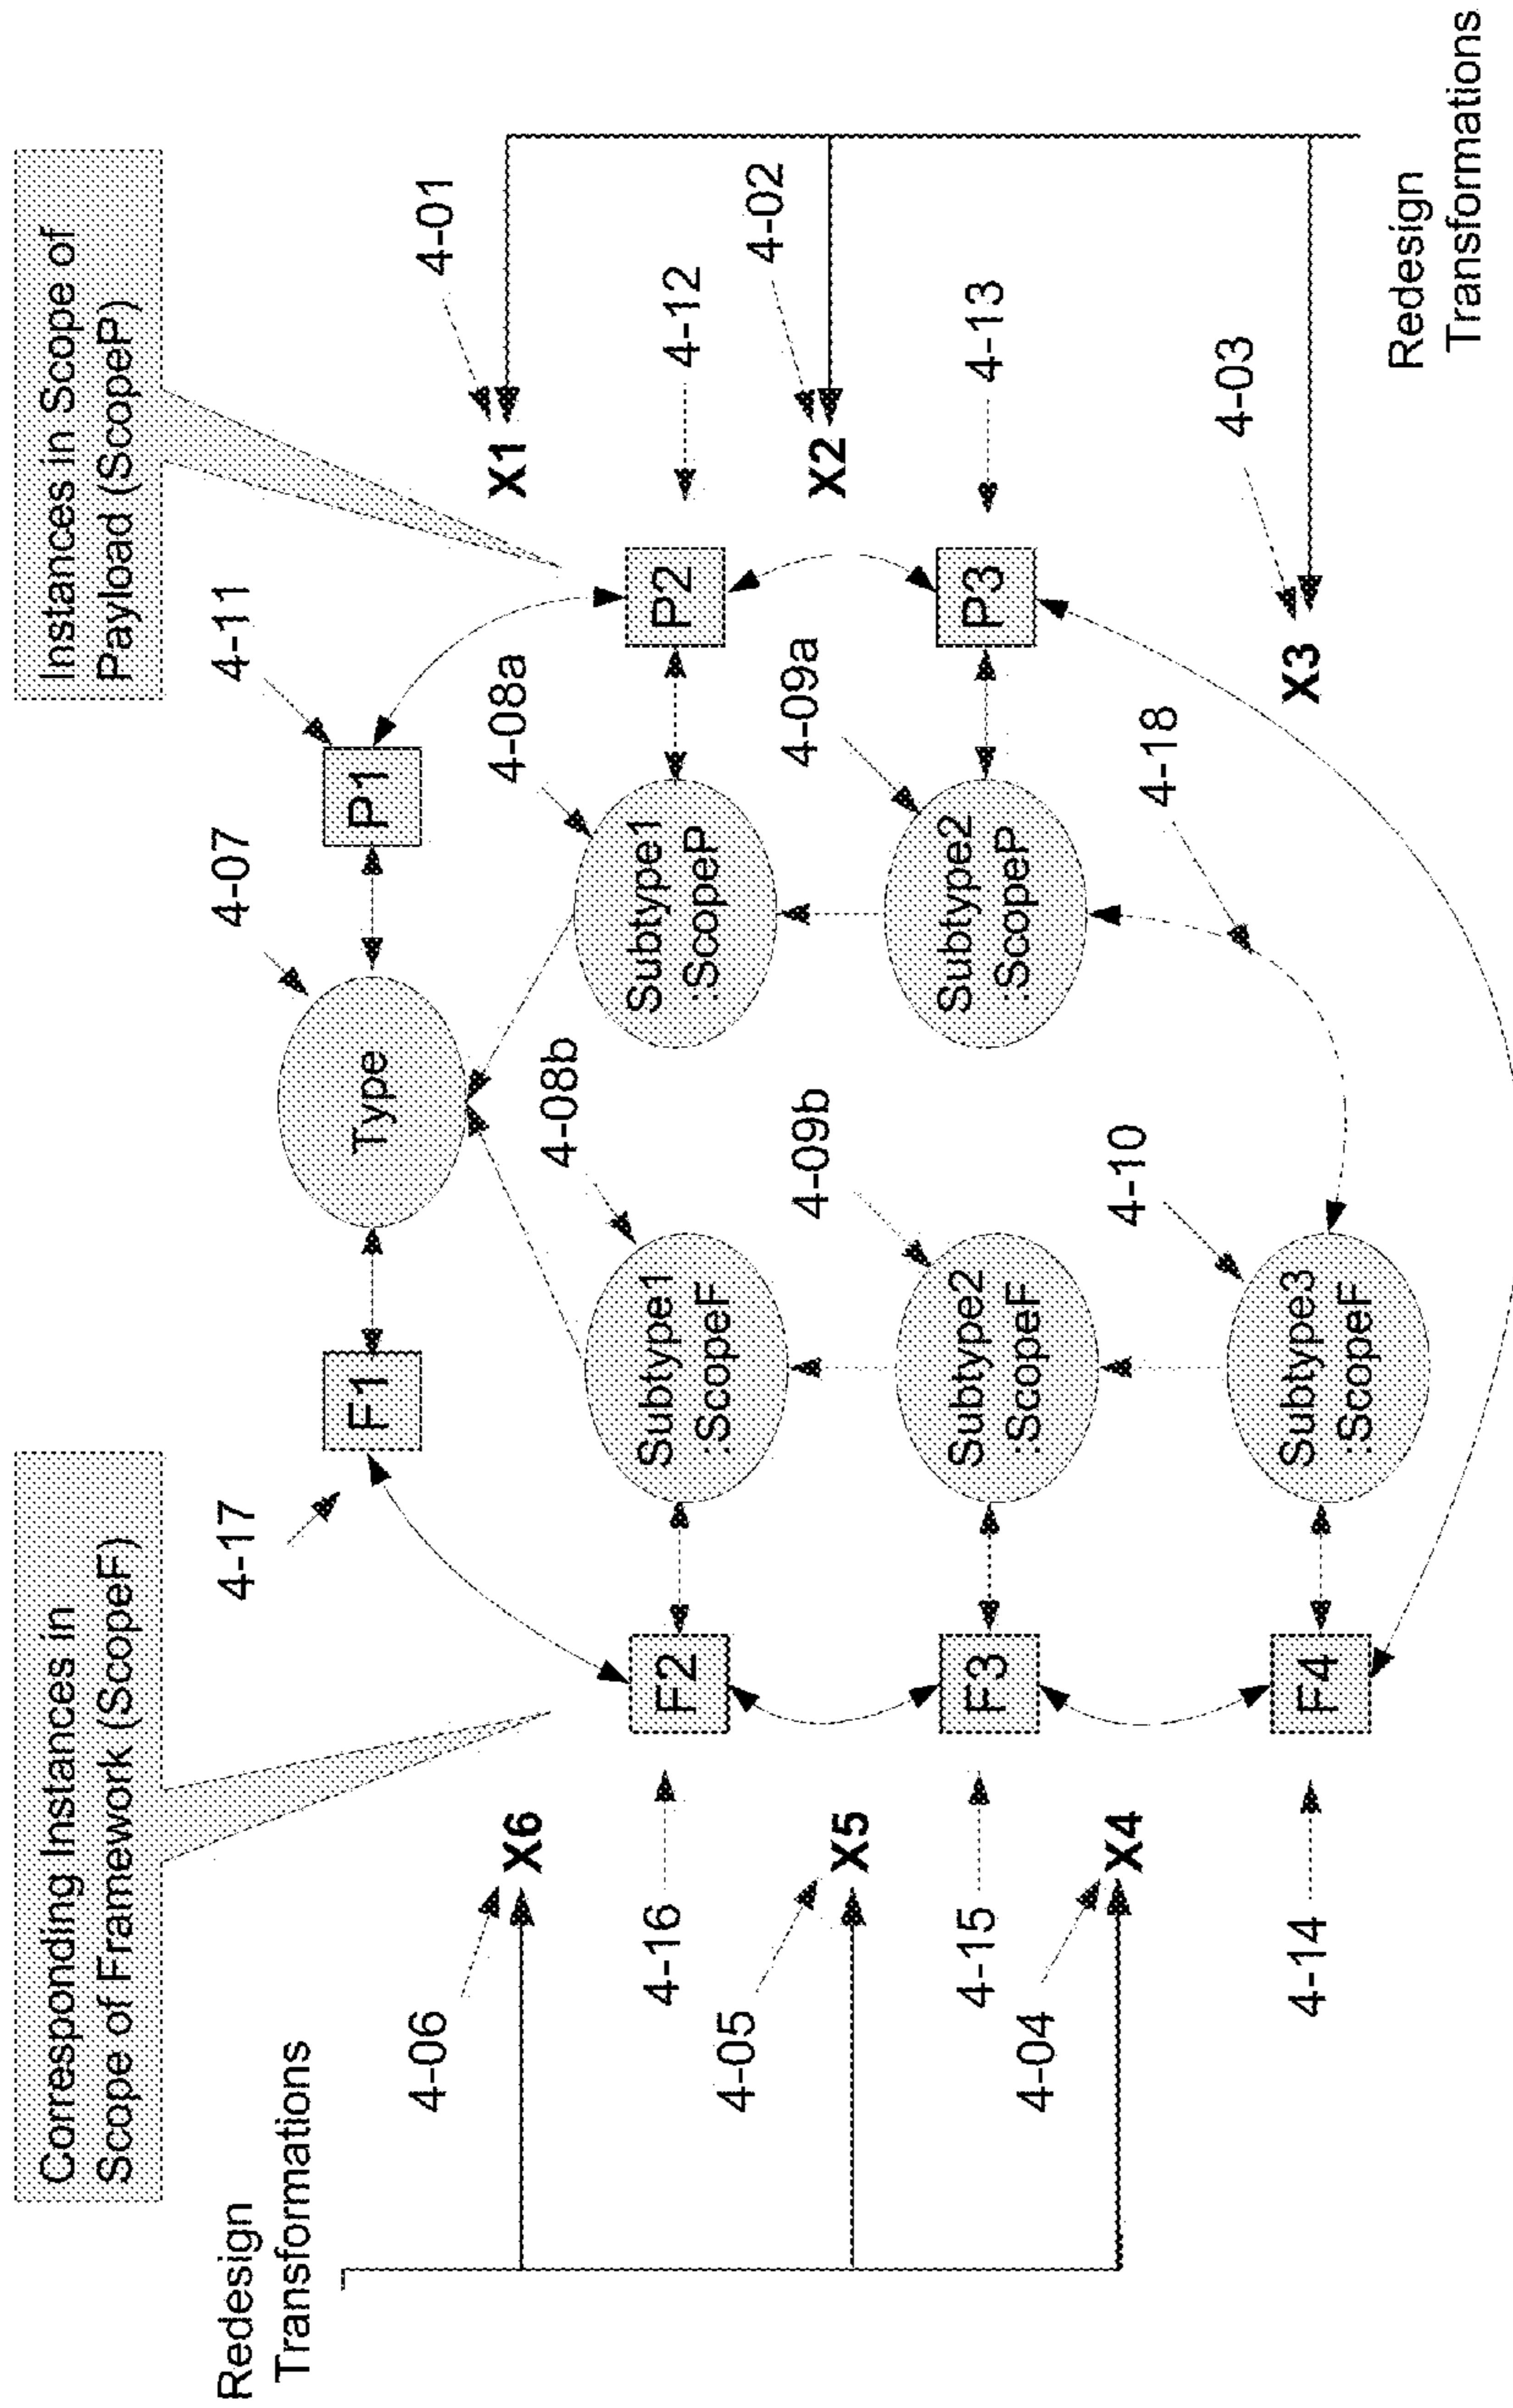 Corresponding Instances in
Scope of Framework (ScopeF)
Instances in Scope of
Payload (ScopeP)
Redesign
Transformations
4-17
4-07
4-11
F1
Type
P1
4-06
X6
4-08b
4-08a
X1
4-01
4-16
F2
Subtype1
:ScopeF
Subtype1
:ScopeP
P2
4-12
4-05
X5
4-09b
4-09a
X2
4-02
4-15
F3
Subtype2
:ScopeF
Subtype2
:ScopeP
P3
4-13
4-04
X4
4-10
4-18
4-14
F4
Subtype3
:ScopeF
X3
4-03
Redesign
Transformations